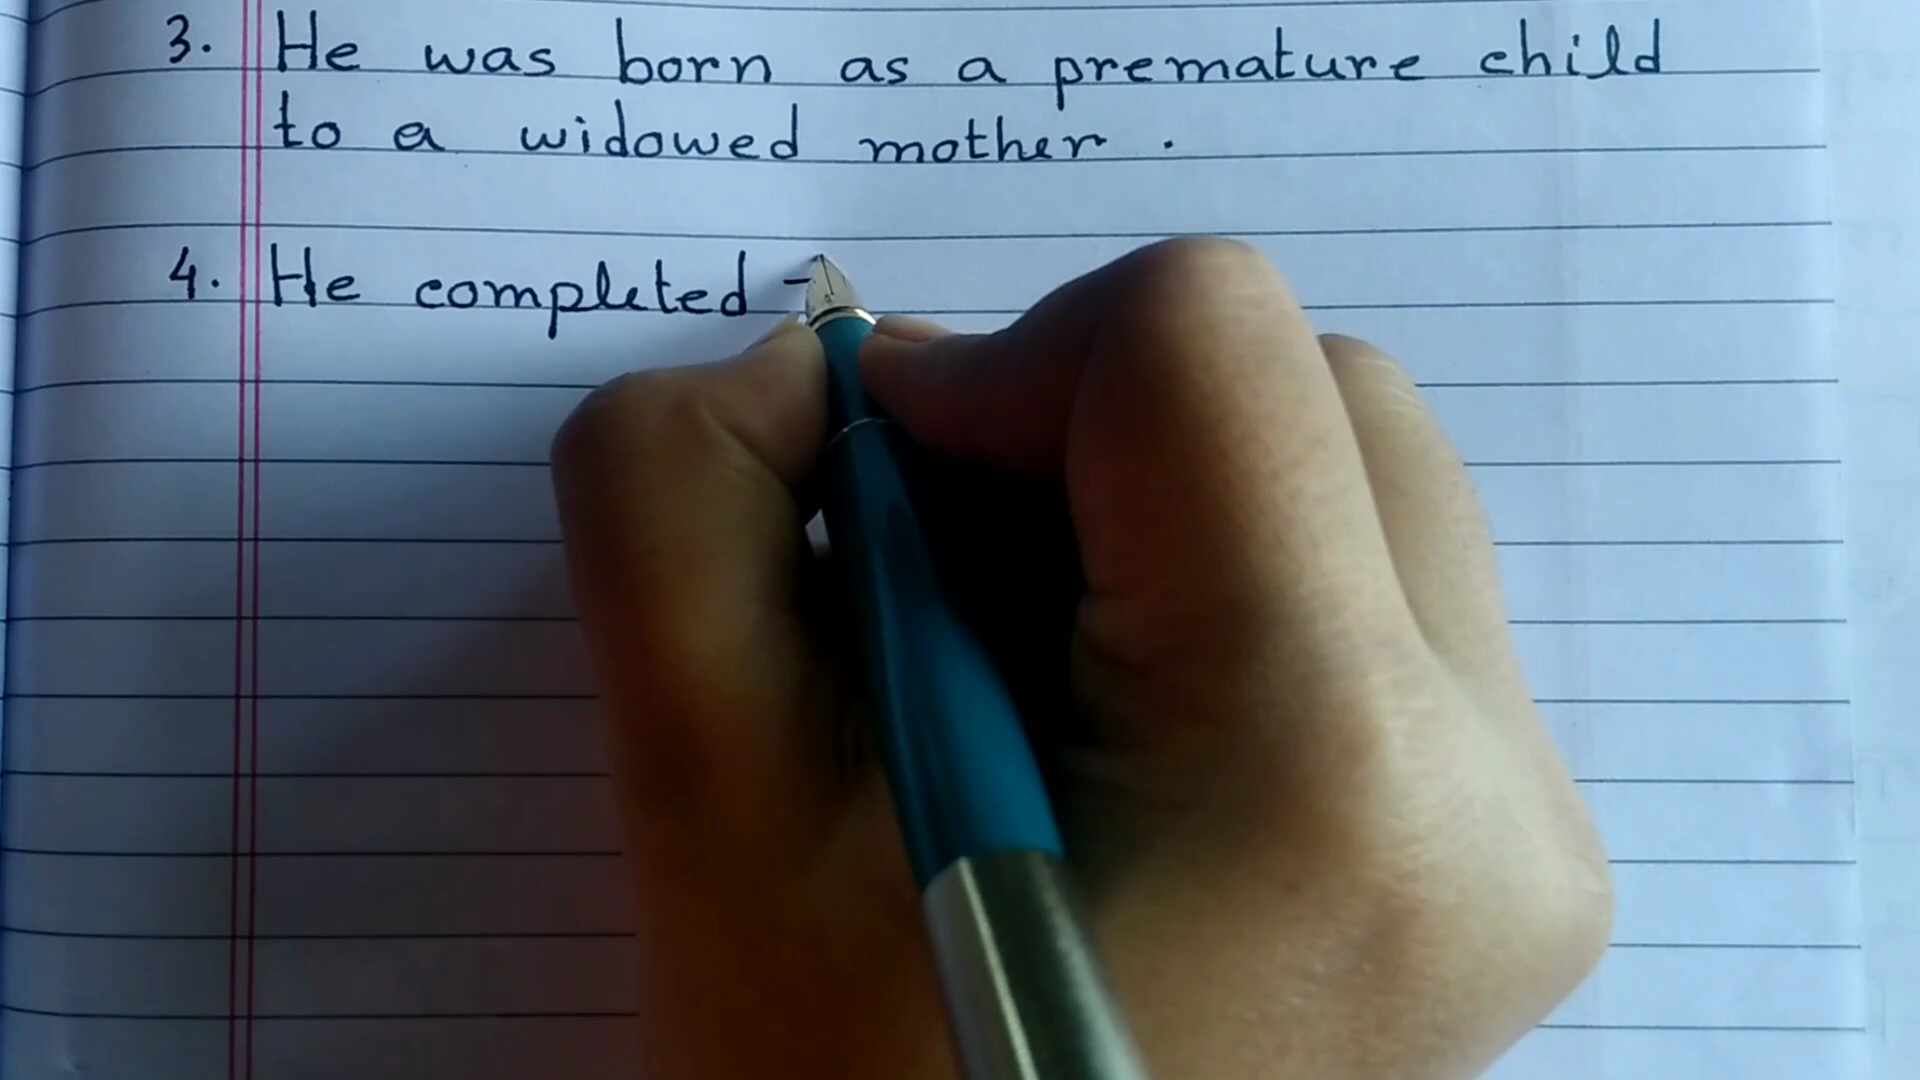 3. He was born as a premature child
to a widowed mother .
4. He completed